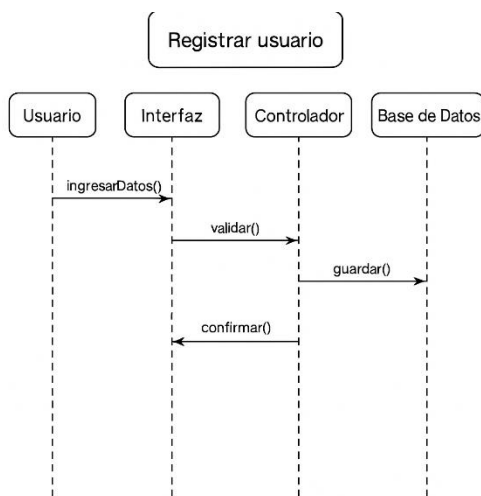 Registrar usuario
Usuario
Interfaz
Controlador
Base de Datos
ingresarDatos()
validar()
guardar()
confirmar()